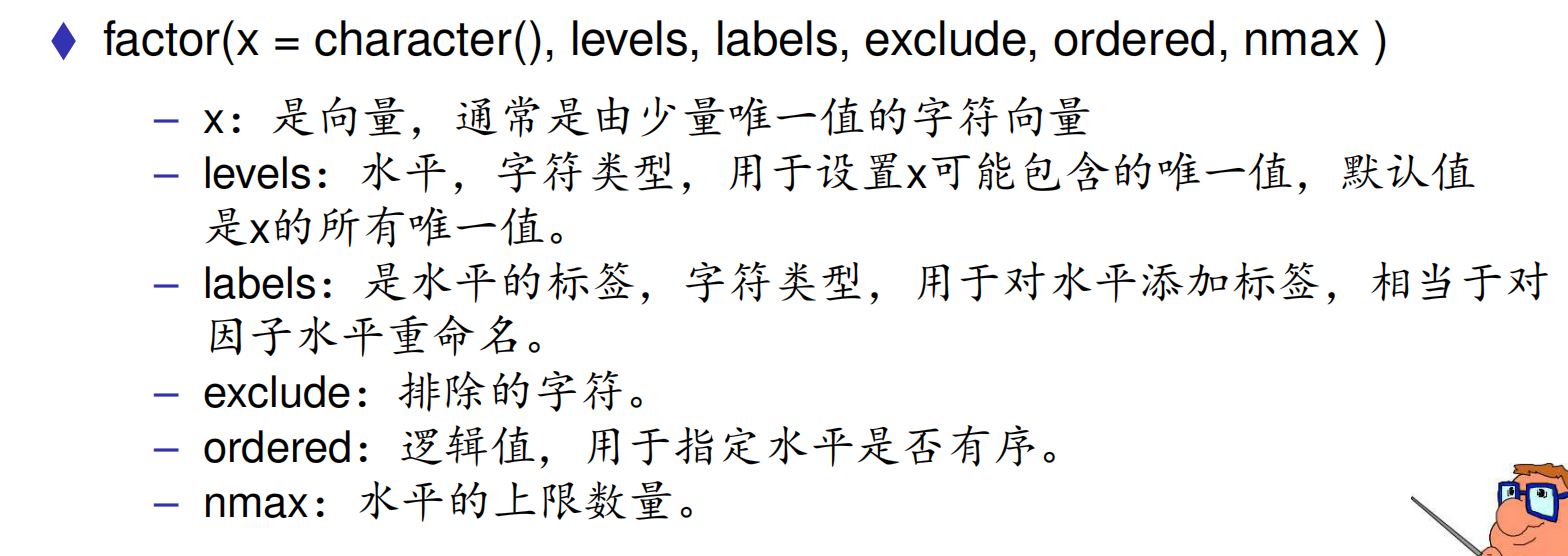 factor(x = character(), levels, labels, exclude, ordered, nmax )
– x：是向量，通常是由少量唯一值的字符向量
– levels：水平，字符类型，用于设置x可能包含的唯一值，默认值
是x的所有唯一值。
– labels：是水平的标签，字符类型，用于对水平添加标签，相当于对
因子水平重命名。
– exclude：排除的字符。
– ordered：逻辑值，用于指定水平是否有序。
– nmax：水平的上限数量。